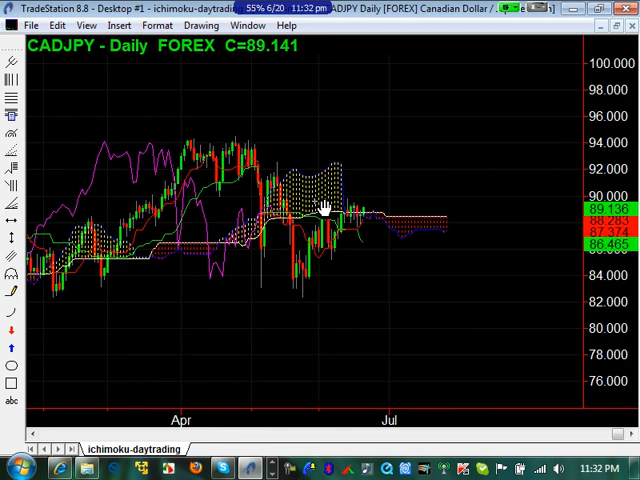 TradeStation 8.8 - Desktop #1 - ichimoku-daytrading
55% 6/20 11:32 pm
CADJPY Daily [FOREX] Canadian Dollar /
File Edit View Insert Format Drawing Window Help
CADJPY - Daily FOREX C=89.141
100.000
98.000
96.000
94.000
92.000
90.000
89.136
88.283
87.374
86.465
84.000
82.000
80.000
78.000
76.000
abc
Apr Jul
ichimoku-daytrading
11:32 PM